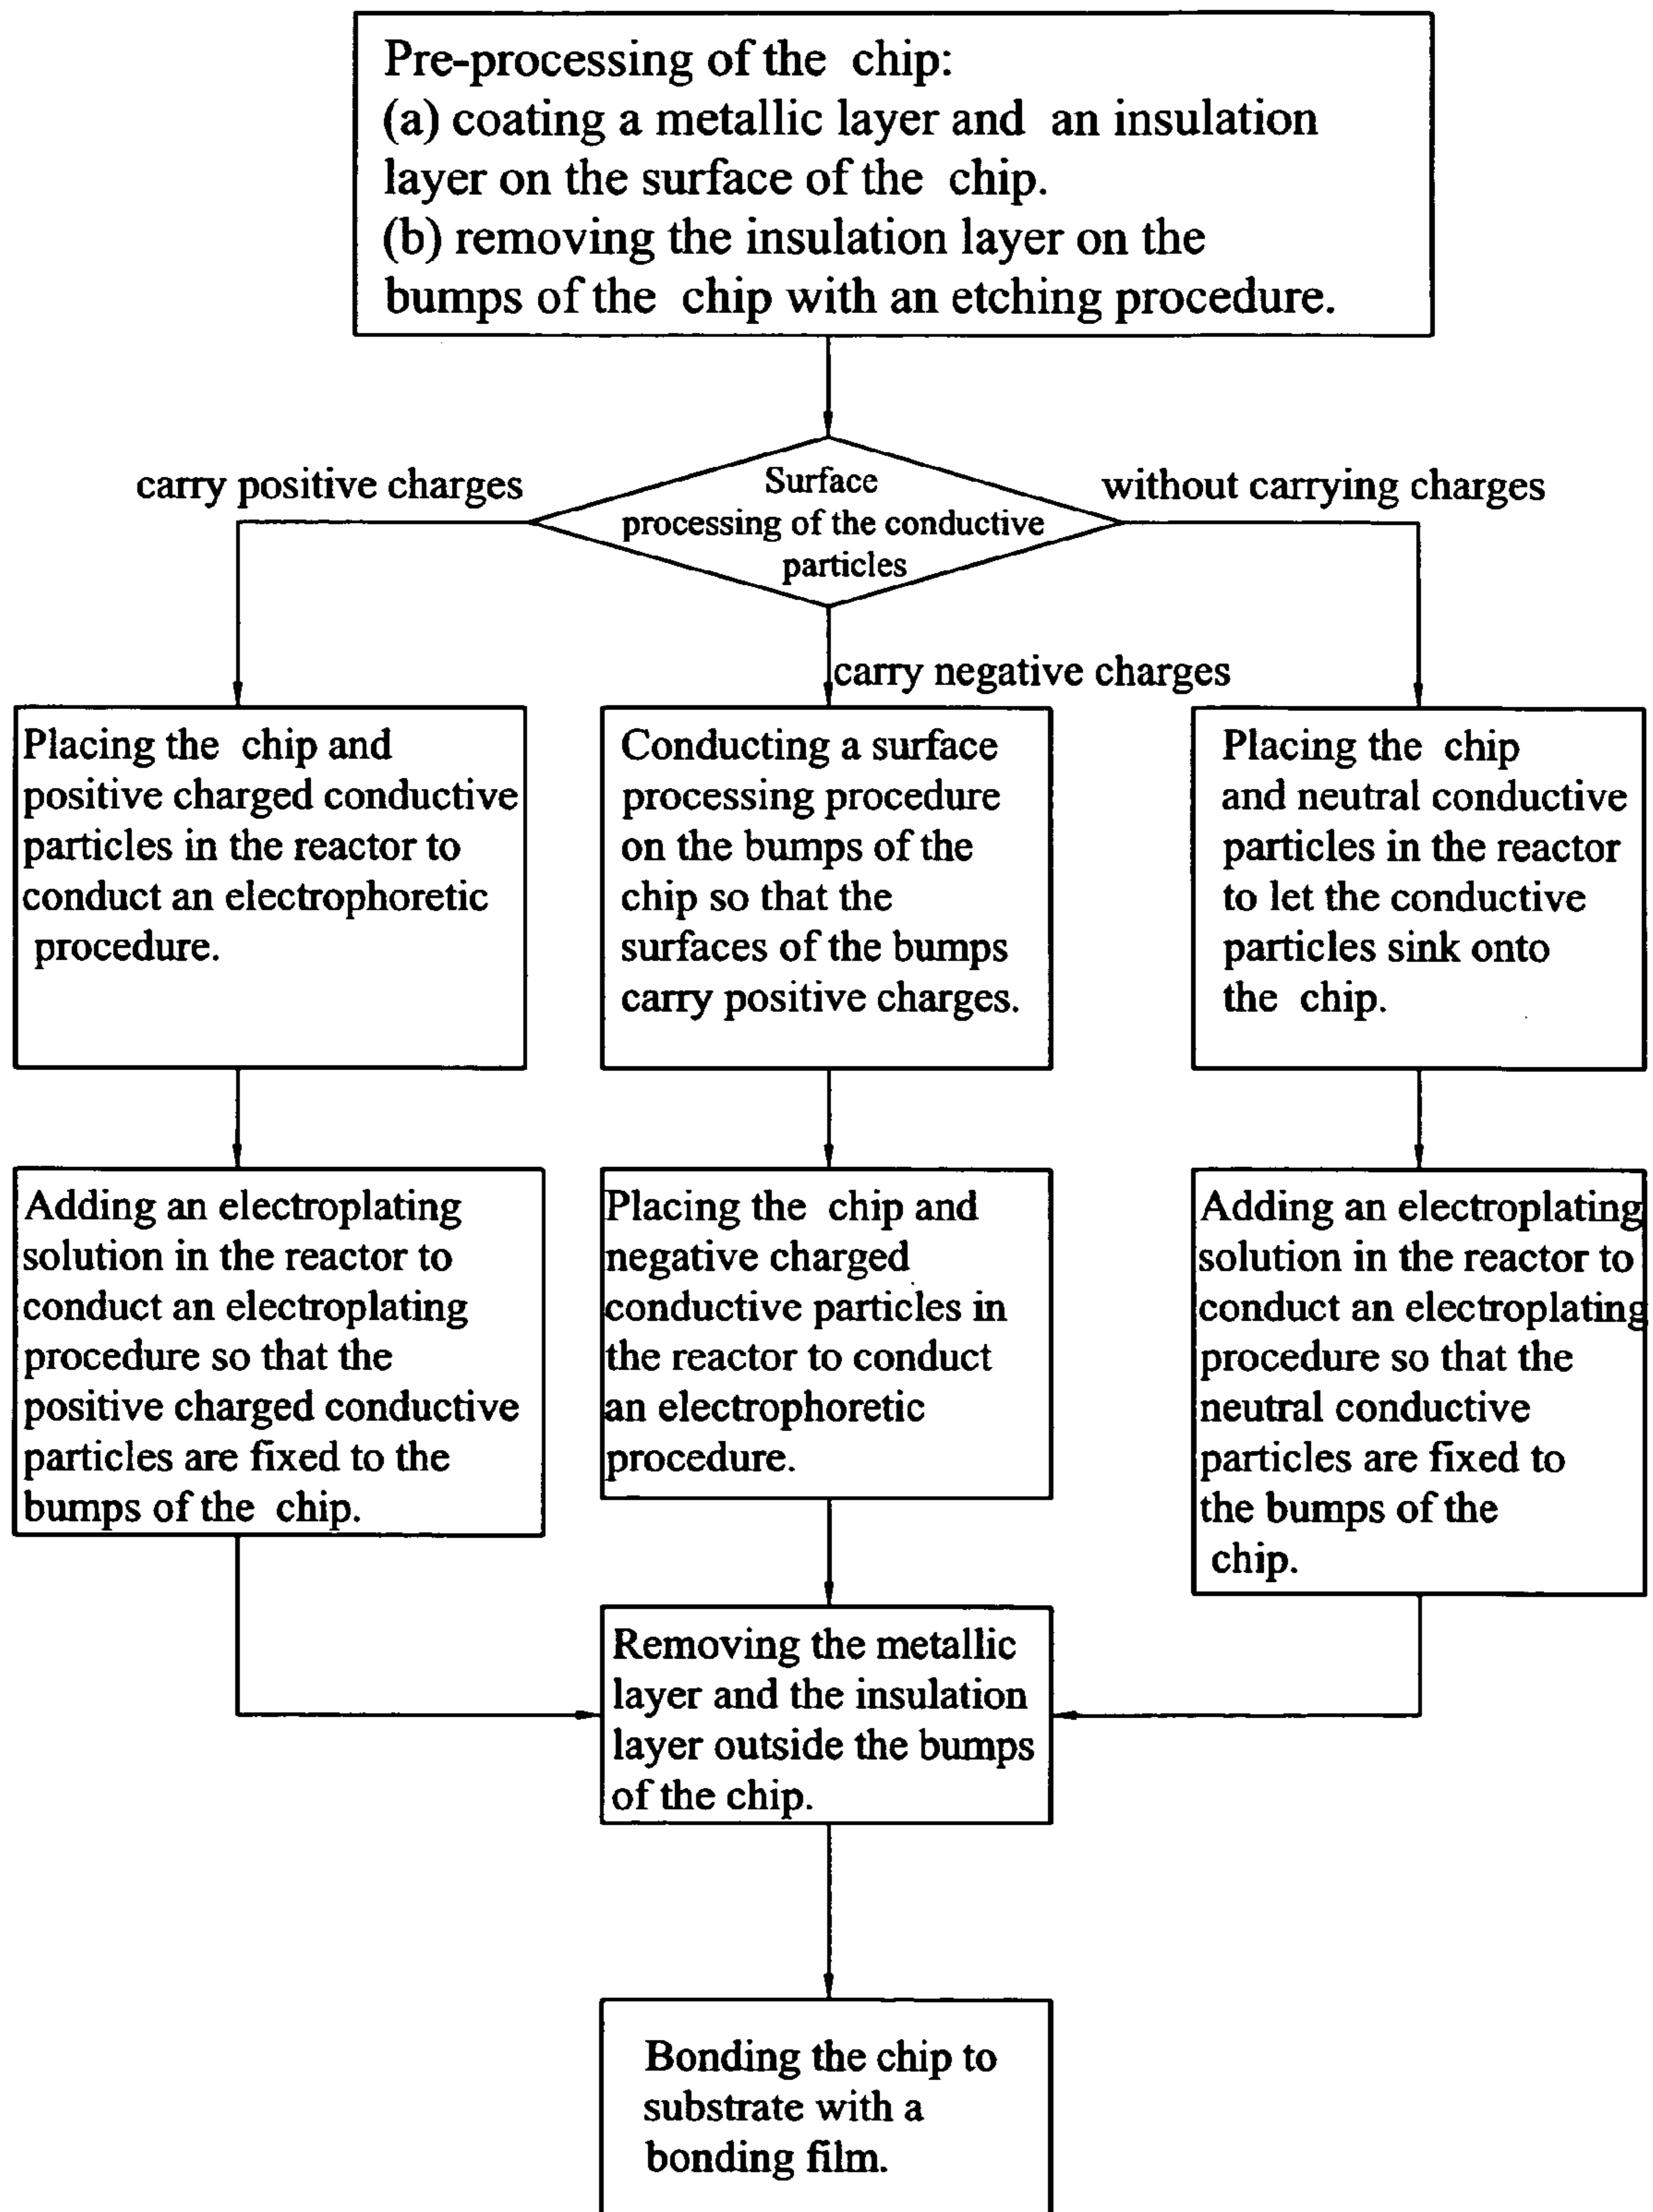 Pre-processing of the chip:
(a) coating a metallic layer and an insulation
layer on the surface of the chip.
(b) removing the insulation layer on the
bumps of the chip with an etching procedure.
carry positive charges
Surface
processing of the conductive
particles
without carrying charges
carry negative charges
Placing the chip and
positive charged conductive
particles in the reactor to
conduct an electrophoretic
procedure.
Conducting a surface
processing procedure
on the bumps of the
chip so that the
surfaces of the bumps
carry positive charges.
Placing the chip
and neutral conductive
particles in the reactor
to let the conductive
particles sink onto
the chip.
Adding an electroplating
solution in the reactor to
conduct an electroplating
procedure so that the
positive charged conductive
particles are fixed to the
bumps of the chip.
Placing the chip and
negative charged
conductive particles in
the reactor to conduct
an electrophoretic
procedure.
Adding an electroplating
solution in the reactor to
conduct an electroplating
procedure so that the
neutral conductive
particles are fixed to
the bumps of the
chip.
Removing the metallic
layer and the insulation
layer outside the bumps
of the chip.
Bonding the chip to
substrate with a
bonding film.